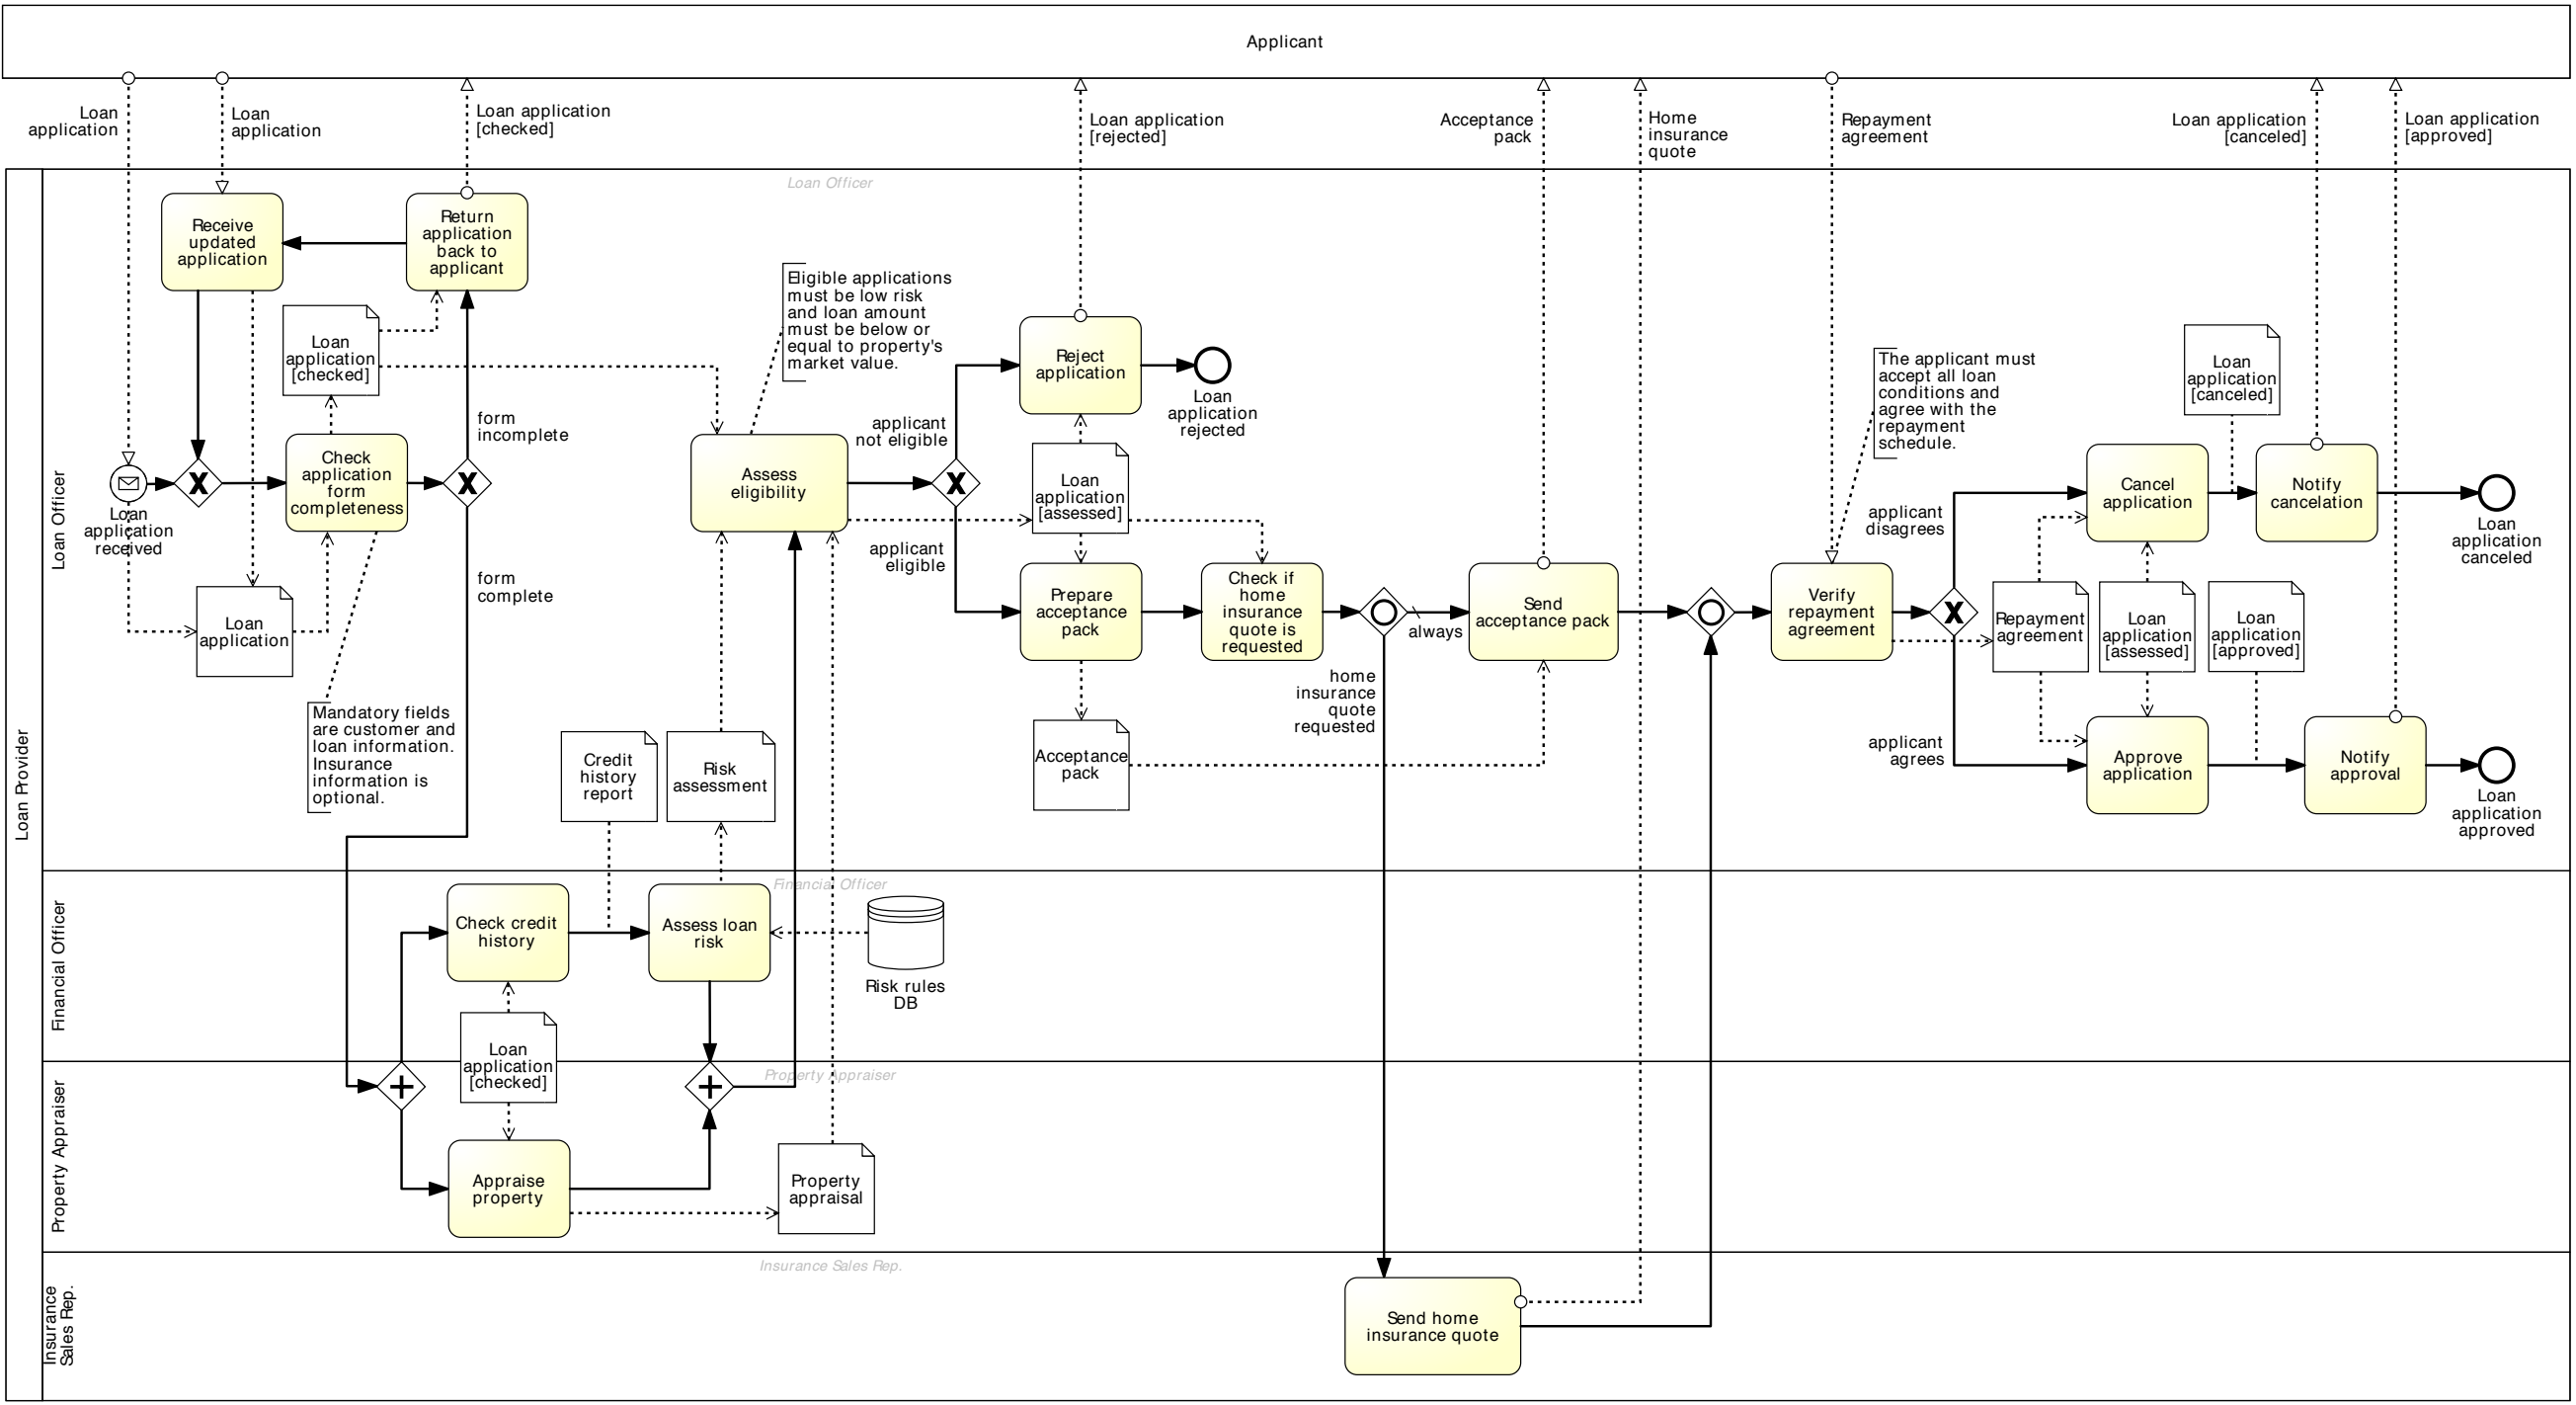 Applicant
Loan
application
Loan
application
Loan application
[checked]
Loan application
[rejected]
Acceptance
pack
Home
insurance
quote
Repayment
agreement
Loan application
[canceled]
Loan application
[approved]
Loan Provider
Loan Officer
Loan Officer
Receive
updated
application
Return
application
back to
applicant
Loan
application
[checked]
Eligible applications
must be low risk
and loan amount
must be below or
equal to property's
market value.
Reject
application
Loan
application
rejected
The applicant must
accept all loan
conditions and
agree with the
repayment
schedule.
Loan
application
[canceled]
form
incomplete
applicant
not eligible
Loan
application
received
Check
application
form
completeness
Assess
eligibility
Loan
application
[assessed]
applicant
disagrees
Cancel
application
Notify
cancelation
Loan
application
canceled
form
complete
applicant
eligible
Loan
application
Prepare
acceptance
pack
Check if
home
insurance
quote is
requested
always
Send
acceptance pack
Verify
repayment
agreement
Repayment
agreement
Loan
application
[assessed]
Loan
application
[approved]
home
insurance
quote
requested
Mandatory fields
are customer and
loan information.
Insurance
information is
optional.
Credit
history
report
Risk
assessment
Acceptance
pack
applicant
agrees
Approve
application
Notify
approval
Loan
application
approved
Financial Officer
Financial Officer
Check credit
history
Assess loan
risk
Risk rules
DB
Loan
application
[checked]
Property Appraiser
Property Appraiser
Appraise
property
Property
appraisal
Insurance
Sales Rep.
Insurance Sales Rep.
Send home
insurance quote